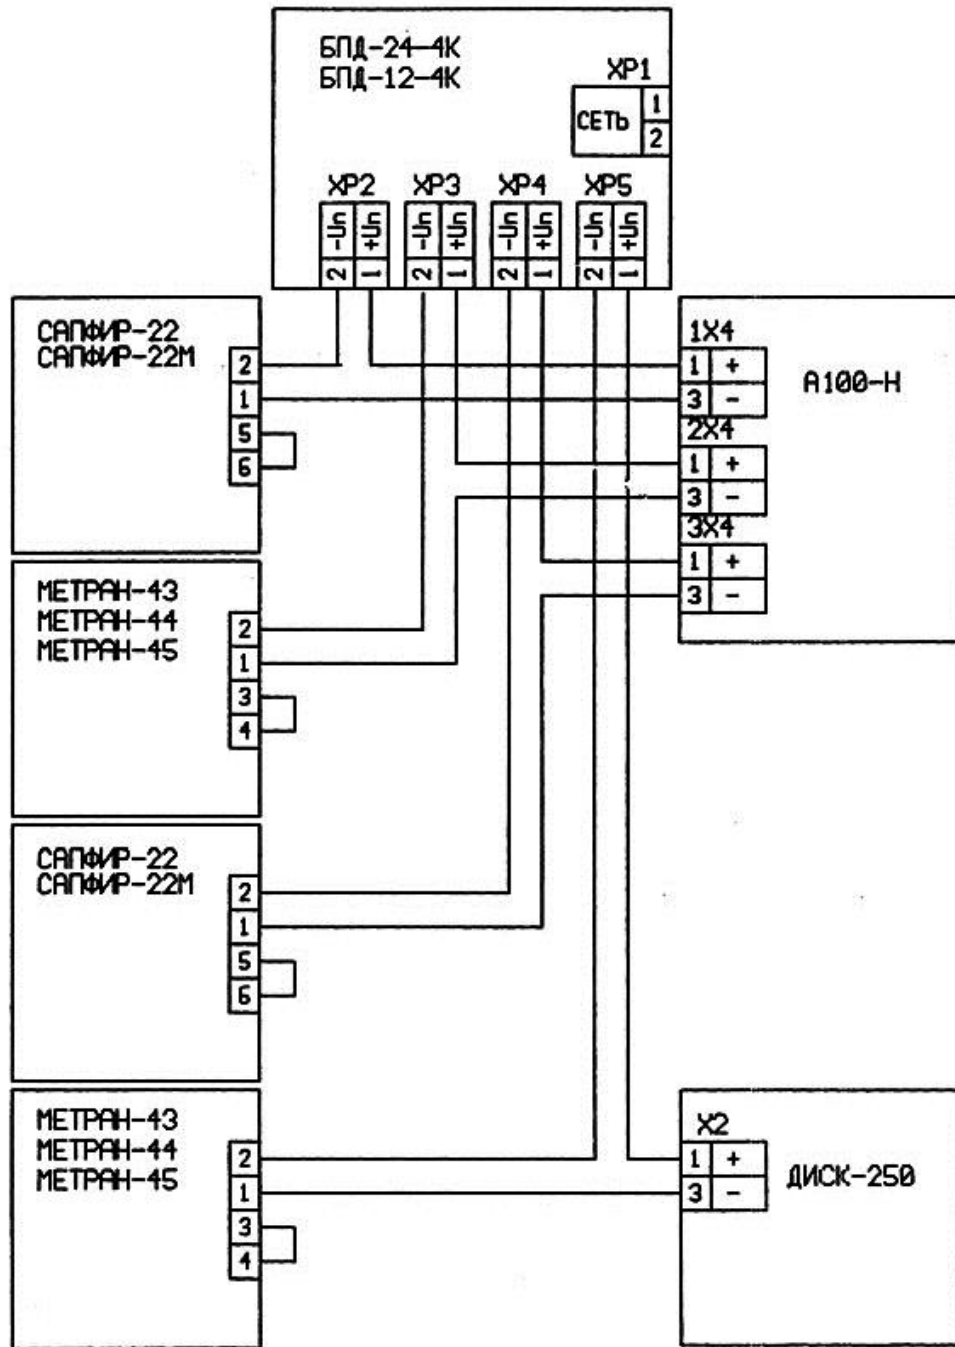 БПД-24-4К
БПД-12-4К
XP1
СЕТЬ
1
2
XP2
XP3
XP4
XP5
-Uп
+Uп
-Uп
+Uп
-Uп
+Uп
-Uп
+Uп
2
1
2
1
2
1
2
1
САПФИР-22
САПФИР-22М
2
1
5
6
1X4
1 +
3 -
2X4
1 +
3 -
3X4
1 +
3 -
А100-Н
МЕТРАН-43
МЕТРАН-44
МЕТРАН-45
2
1
3
4
САПФИР-22
САПФИР-22М
2
1
5
6
МЕТРАН-43
МЕТРАН-44
МЕТРАН-45
2
1
3
4
X2
1 +
3 -
ДИСК-250